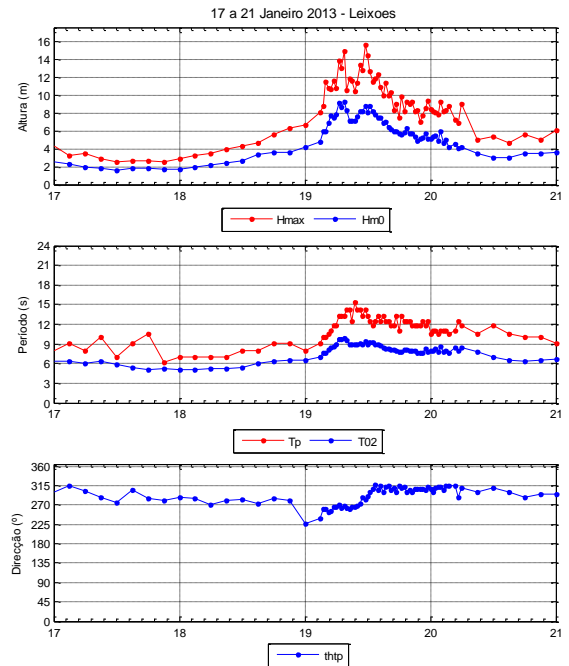 17 a 21 Janeiro 2013 - Leixoes
Altura (m)
16
14
12
10
8
6
4
2
0
17 18 19 20 21
Hmax Hm0
Período (s)
24
21
18
15
12
9
6
3
0
17 18 19 20 21
Tp T02
Direcção (º)
360
315
270
225
180
135
90
45
0
17 18 19 20 21
thtp